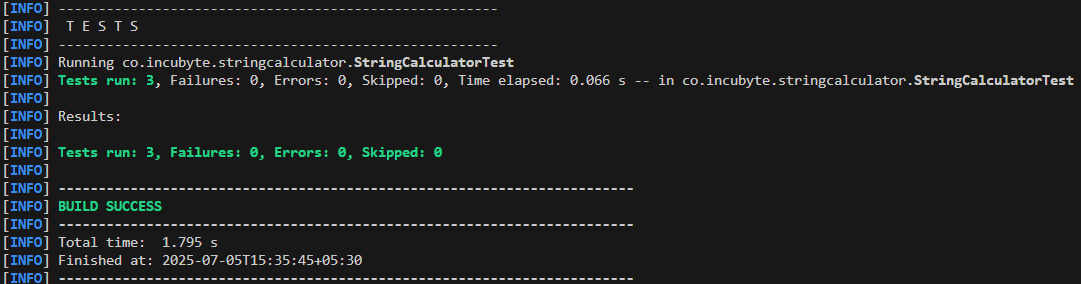 [INFO] -------------------------------------------------------
[INFO]  T E S T S
[INFO] -------------------------------------------------------
[INFO] Running co.incubyte.stringcalculator.StringCalculatorTest
[INFO] Tests run: 3, Failures: 0, Errors: 0, Skipped: 0, Time elapsed: 0.066 s -- in co.incubyte.stringcalculator.StringCalculatorTest
[INFO]
[INFO] Results:
[INFO]
[INFO] Tests run: 3, Failures: 0, Errors: 0, Skipped: 0
[INFO]
[INFO] ------------------------------------------------------------------------
[INFO] BUILD SUCCESS
[INFO] ------------------------------------------------------------------------
[INFO] Total time:  1.795 s
[INFO] Finished at: 2025-07-05T15:35:45+05:30
[INFO] ------------------------------------------------------------------------